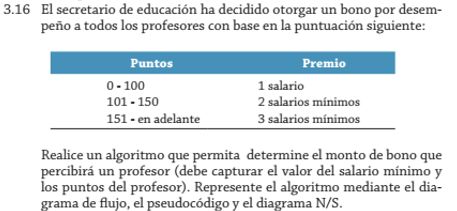 3.16 El secretario de educación ha decidido otorgar un bono por desem-
peño a todos los profesores con base en la puntuación siguiente:
Puntos Premio
0 - 100 1 salario
101 - 150 2 salarios mínimos
151 - en adelante 3 salarios mínimos
Realice un algoritmo que permita determine el monto de bono que
percibirá un profesor (debe capturar el valor del salario mínimo y
los puntos del profesor). Represente el algoritmo mediante el dia-
grama de flujo, el pseudocódigo y el diagrama N/S.